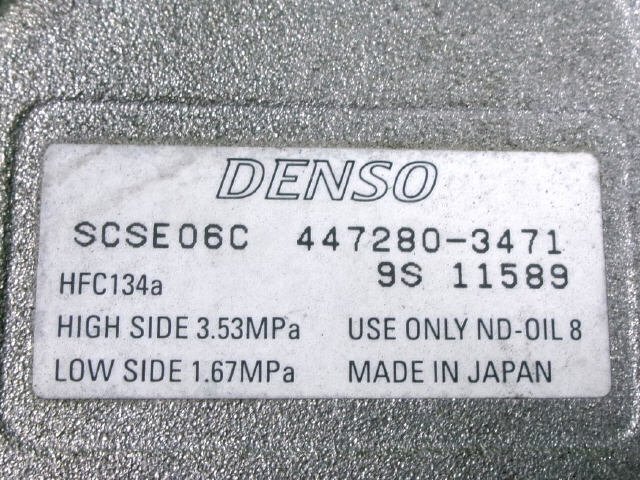 DENSO
SCSE06C 447280-3471
HFC134a 9S 11589
HIGH SIDE 3.53MPa USE ONLY ND-OIL 8
LOW SIDE 1.67MPa MADE IN JAPAN